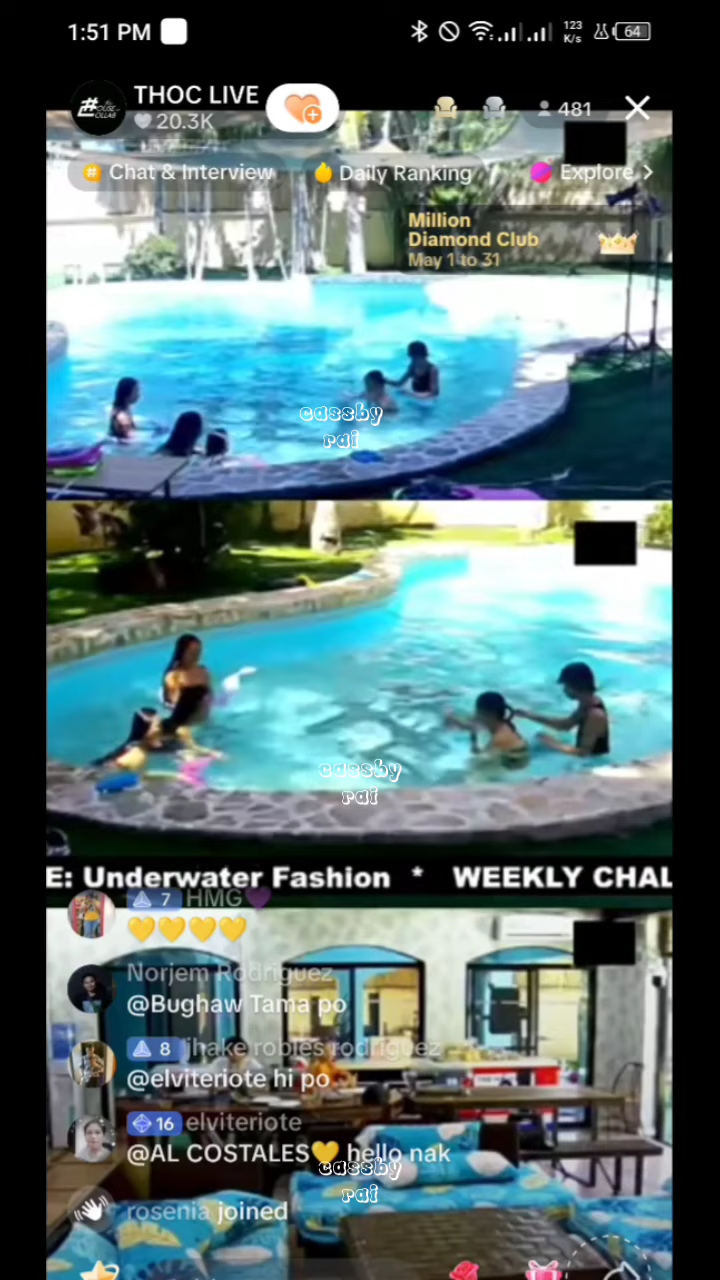 1:51 PM
123
K/s
64
THOC LIVE
20.3K
481
Chat & Interview
Daily Ranking
Explore
Million
Diamond Club
May 1 to 31
cassby
rai
cassby
rai
E: Underwater Fashion * WEEKLY CHAL
7 HMG💜
💛💛💛💛
Norjem Rodriguez
@Bughaw Tama po
8 jhake robles rodriguez
@elviteriote hi po
16 elviteriote
@AL COSTALES💛 hello nak
cassby
rai
rosenia joined